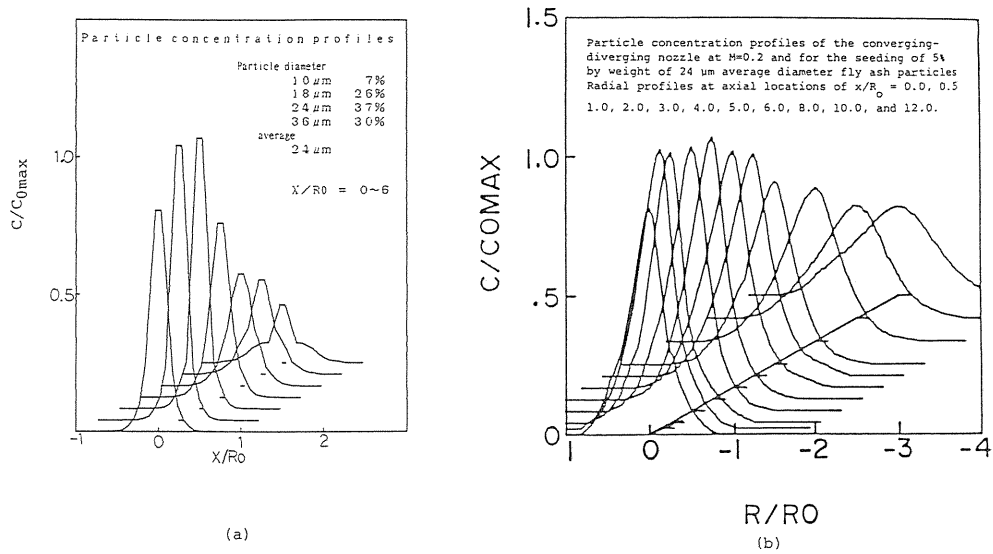 Particle concentration profiles
Particle diameter
10 μm 7%
18 μm 26%
24 μm 37%
36 μm 30%
average
24 μm
X/R0 = 0~6
C/C0max
1.0
0.5
-1 0 1 2
X/R0
(a)
1.5
Particle concentration profiles of the converging-
diverging nozzle at M=0.2 and for the seeding of 5%
by weight of 24 μm average diameter fly ash particles
Radial profiles at axial locations of x/Ro = 0.0, 0.5
1.0, 2.0, 3.0, 4.0, 5.0, 6.0, 8.0, 10.0, and 12.0.
C/COMAX
1.0
.5
0
1 0 -1 -2 -3 -4
R/RO
(b)